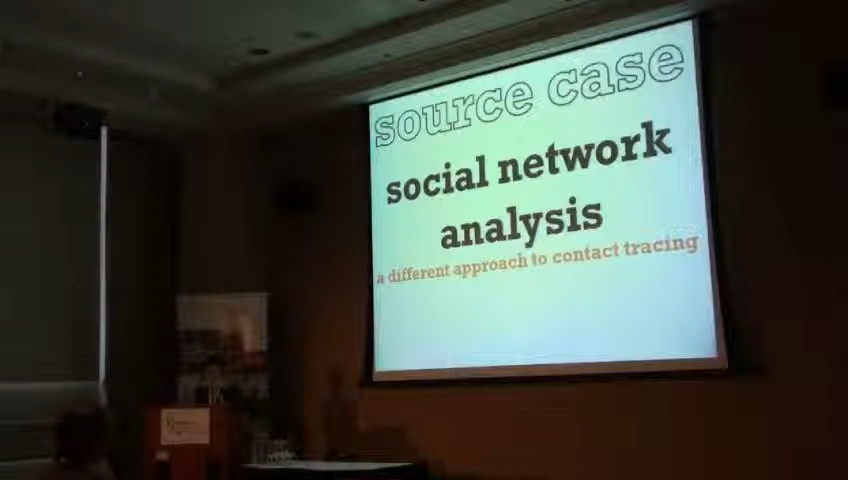 source case
social network
analysis
a different approach to contact tracing